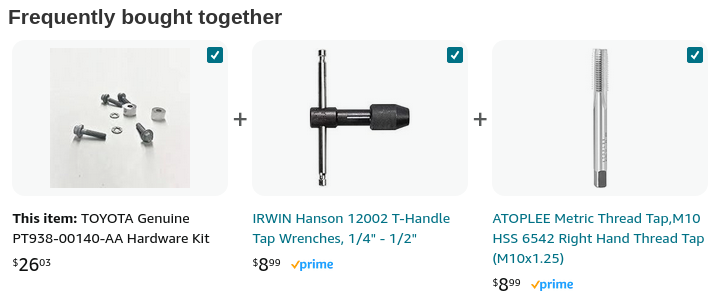 Frequently bought together
+
+
This item: TOYOTA Genuine
PT938-00140-AA Hardware Kit
$2603
IRWIN Hanson 12002 T-Handle
Tap Wrenches, 1/4" - 1/2"
$8.99 prime
ATOPLEE Metric Thread Tap,M10
HSS 6542 Right Hand Thread Tap
(M10x1.25)
$8.99 prime